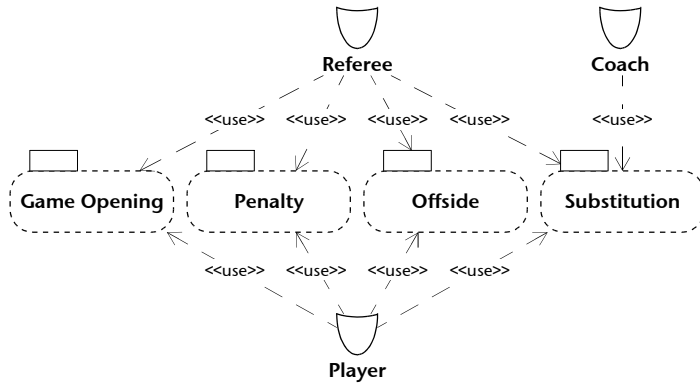 Referee
Coach
<<use>> <<use>> <<use>> <<use>> <<use>>
Game Opening Penalty Offside Substitution
<<use>> <<use>> <<use>> <<use>>
Player